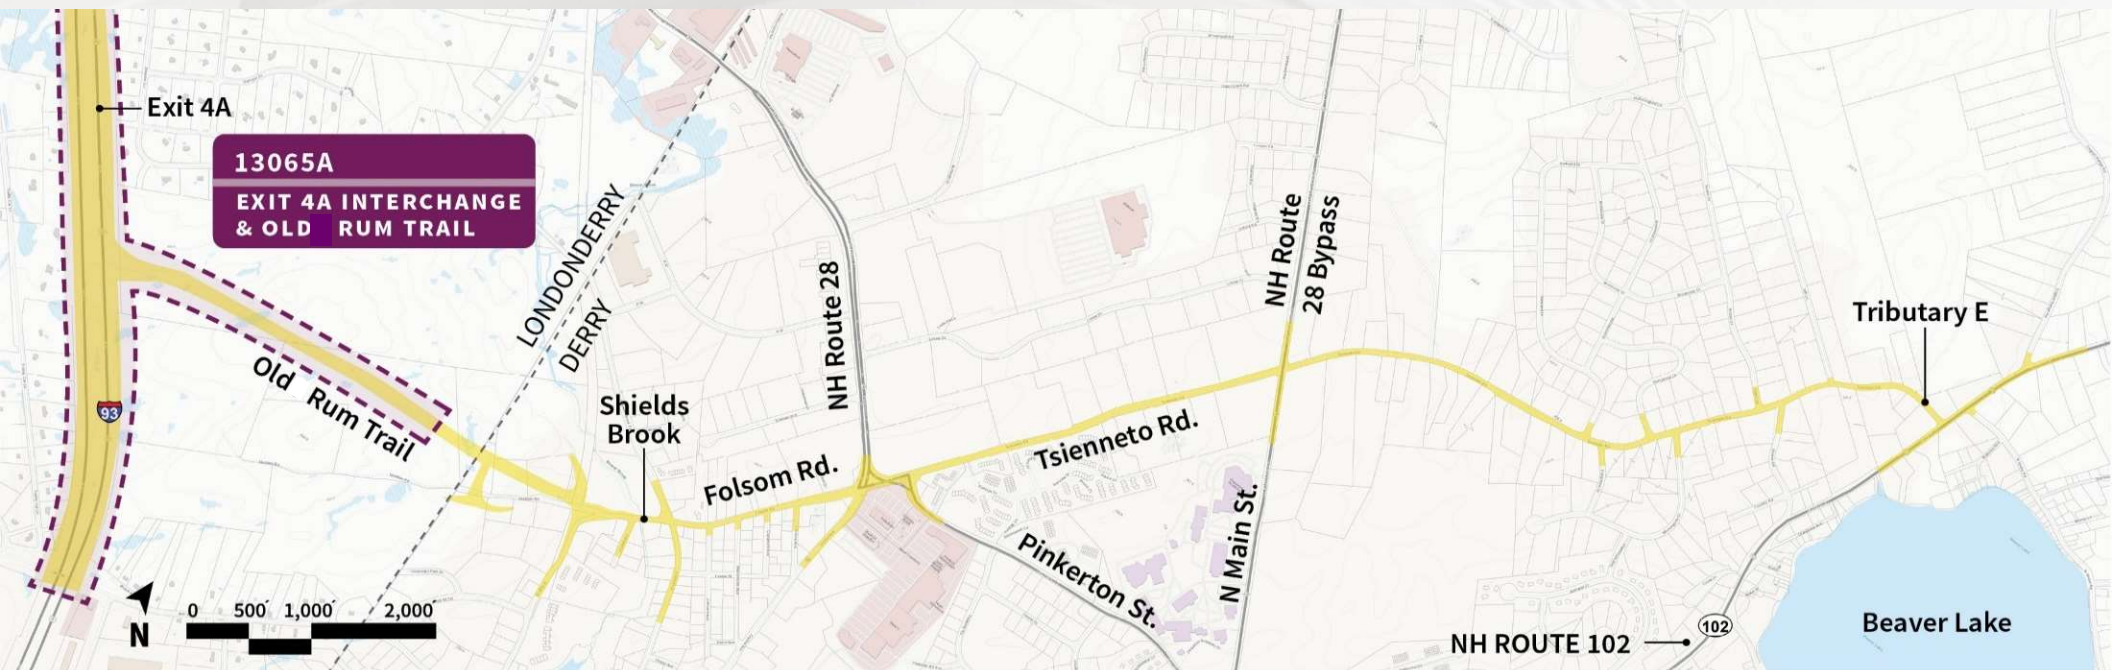 Exit 4A
13065A
EXIT 4A INTERCHANGE
& OLD RUM TRAIL
LONDONDERRY
DERRY
NH Route 28
NH Route
28 Bypass
Tributary E
Old Rum Trail
93
Shields
Brook
Folsom Rd.
Tsienneto Rd.
Pinkerton St.
N Main St.
N
0 500´ 1,000´ 2,000´
NH ROUTE 102
102
Beaver Lake